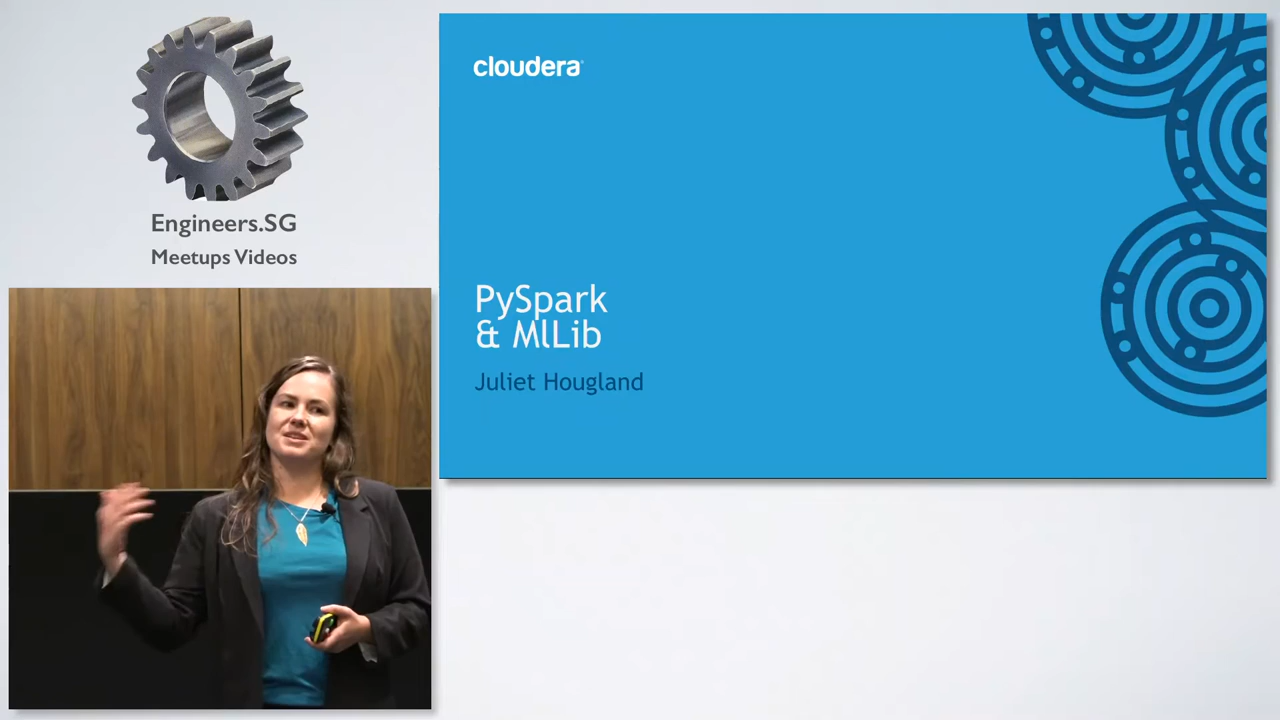 Engineers.SG
Meetups Videos
cloudera
PySpark
& MlLib
Juliet Hougland